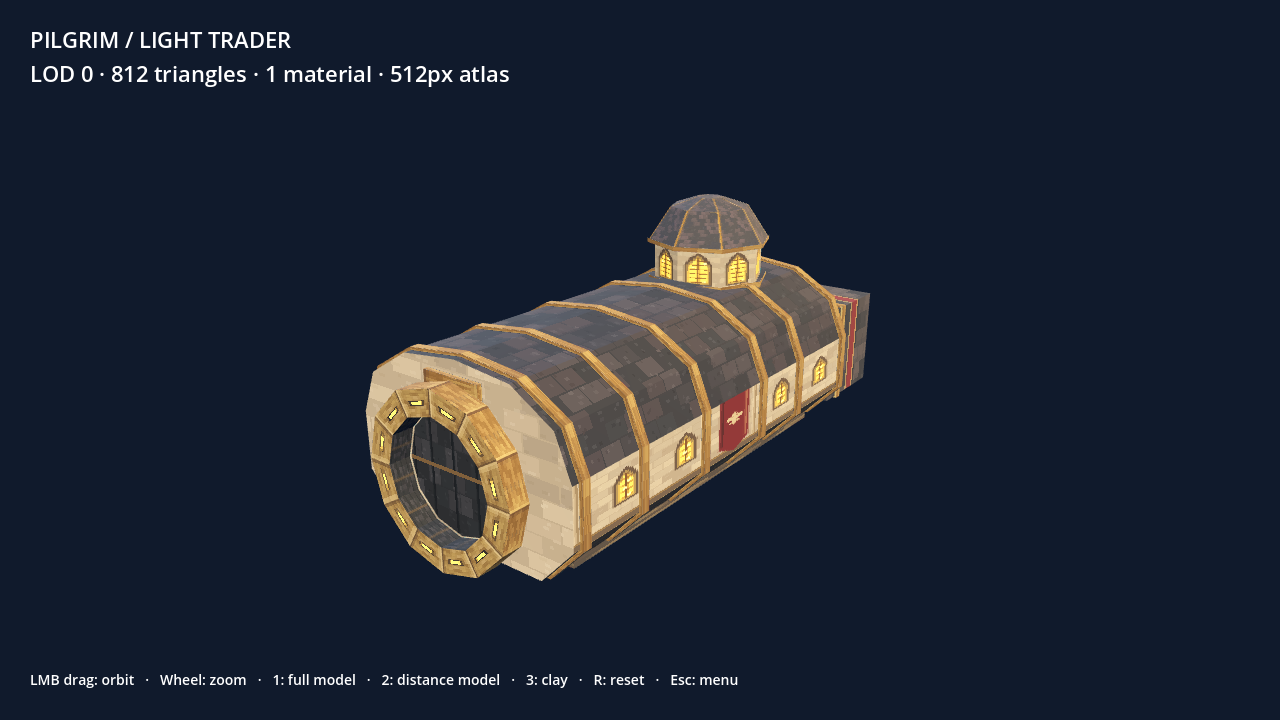 PILGRIM / LIGHT TRADER
LOD 0 · 812 triangles · 1 material · 512px atlas
LMB drag: orbit · Wheel: zoom · 1: full model · 2: distance model · 3: clay · R: reset · Esc: menu